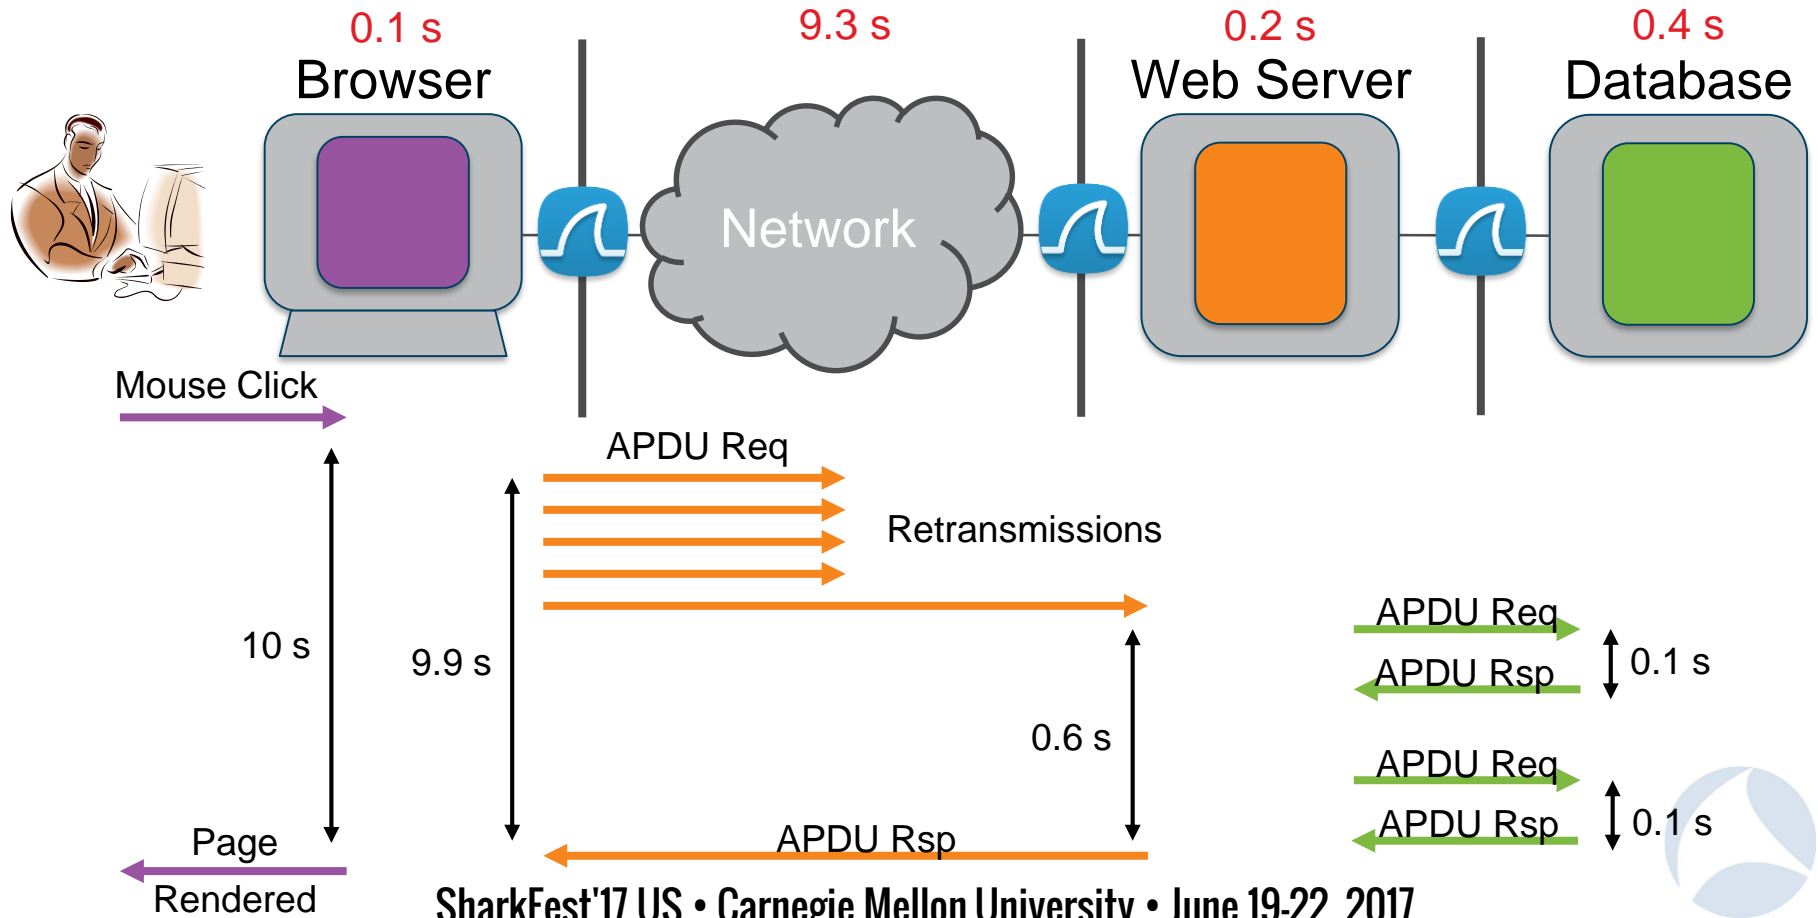 0.1 s
9.3 s
0.2 s
0.4 s
Browser
Web Server
Database
Network
Mouse Click
APDU Req
Retransmissions
10 s
9.9 s
0.6 s
APDU Req
APDU Rsp
0.1 s
APDU Req
APDU Rsp
0.1 s
APDU Rsp
Page
Rendered
SharkFest'17 US • Carnegie Mellon University • June 19-22, 2017